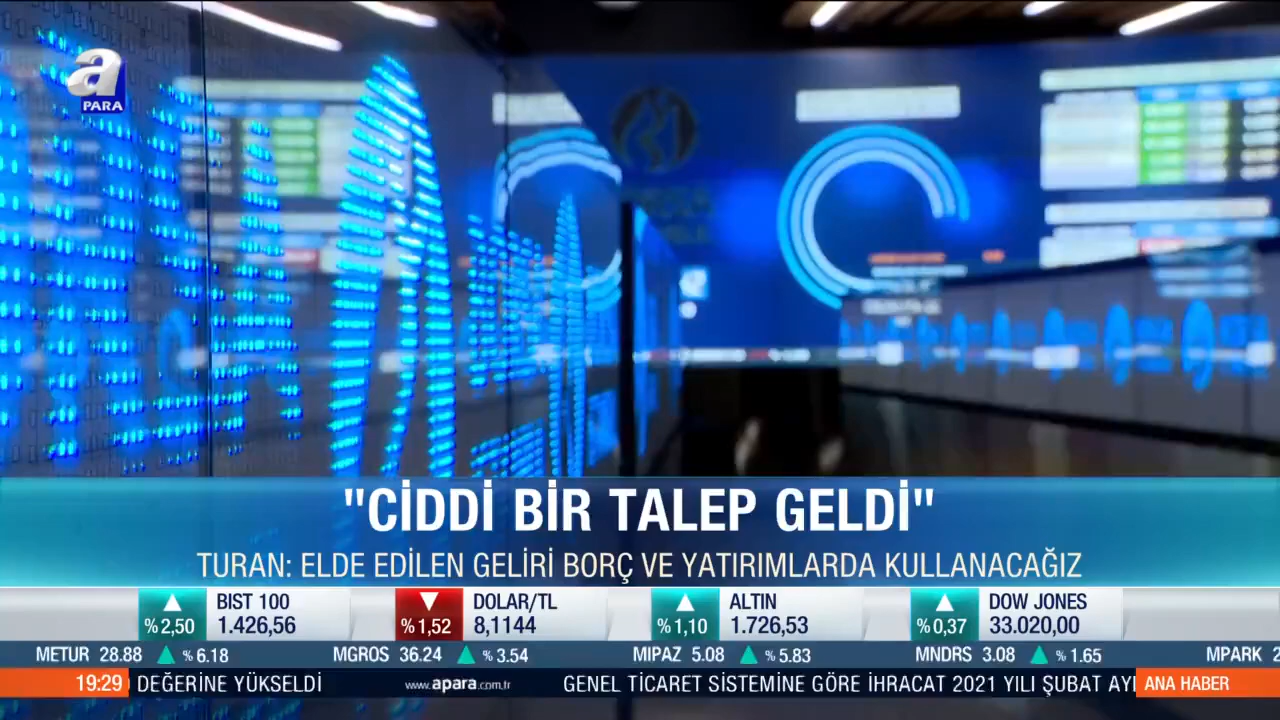 a
PARA
"CİDDİ BİR TALEP GELDİ"
TURAN: ELDE EDİLEN GELİRİ BORÇ VE YATIRIMLARDA KULLANACAĞIZ
%2,50 BIST 100 1.426,56
%1,52 DOLAR/TL 8,1144
%1,10 ALTIN 1.726,53
%0,37 DOW JONES 33.020,00
METUR 28.88 %6.18 MGROS 36.24 %3.54 MIPAZ 5.08 %5.83 MNDRS 3.08 %1.65 MPARK 2
19:29 DEĞERİNE YÜKSELDİ www.apara.com.tr GENEL TİCARET SİSTEMİNE GÖRE İHRACAT 2021 YILI ŞUBAT AYI ANA HABER